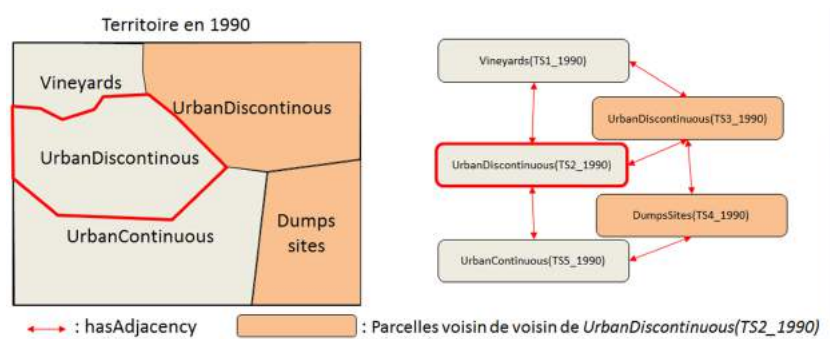 Territoire en 1990
Vineyards
UrbanDiscontinous
UrbanDiscontinous
UrbanContinuous
Dumps
sites
Vineyards(TS1_1990)
UrbanDiscontinuous(TS3_1990)
UrbanDiscontinuous(TS2_1990)
DumpsSites(TS4_1990)
UrbanContinuous(TS5_1990)
: hasAdjacency
: Parcelles voisin de voisin de UrbanDiscontinuous(TS2_1990)